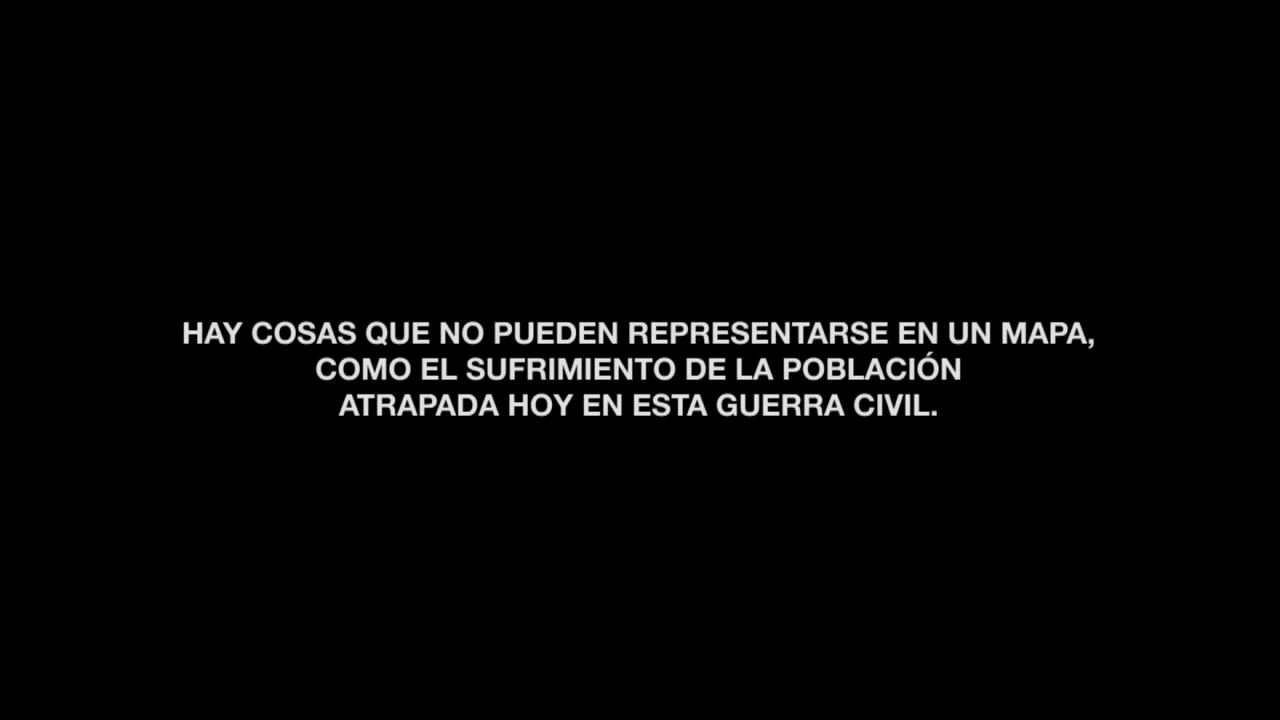 HAY COSAS QUE NO PUEDEN REPRESENTARSE EN UN MAPA,
COMO EL SUFRIMIENTO DE LA POBLACIÓN
ATRAPADA HOY EN ESTA GUERRA CIVIL.